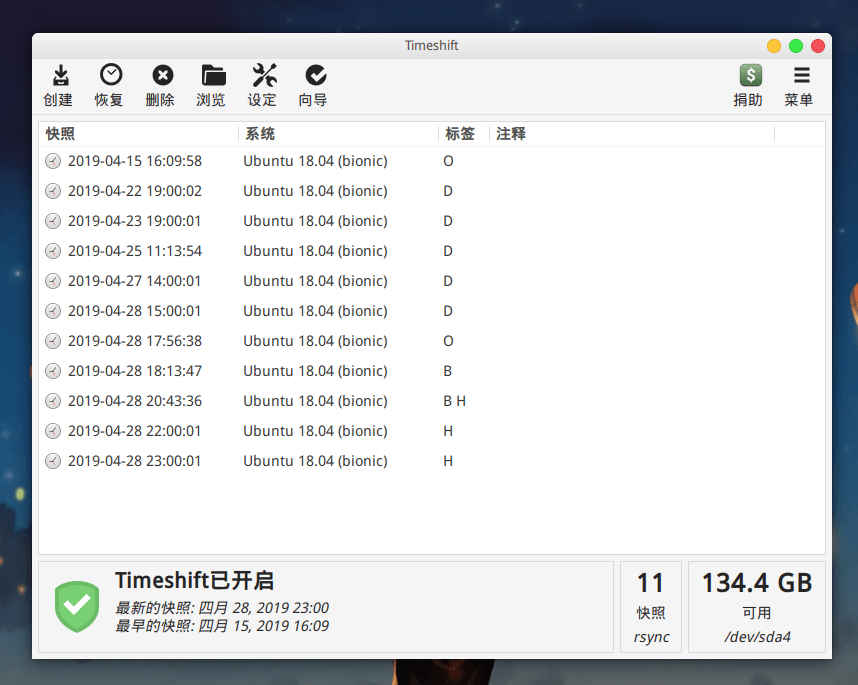 Timeshift
创建 恢复 删除 浏览 设定 向导 捐助 菜单
快照 系统 标签 注释
2019-04-15 16:09:58 Ubuntu 18.04 (bionic) O
2019-04-22 19:00:02 Ubuntu 18.04 (bionic) D
2019-04-23 19:00:01 Ubuntu 18.04 (bionic) D
2019-04-25 11:13:54 Ubuntu 18.04 (bionic) D
2019-04-27 14:00:01 Ubuntu 18.04 (bionic) D
2019-04-28 15:00:01 Ubuntu 18.04 (bionic) D
2019-04-28 17:56:38 Ubuntu 18.04 (bionic) O
2019-04-28 18:13:47 Ubuntu 18.04 (bionic) B
2019-04-28 20:43:36 Ubuntu 18.04 (bionic) B H
2019-04-28 22:00:01 Ubuntu 18.04 (bionic) H
2019-04-28 23:00:01 Ubuntu 18.04 (bionic) H
Timeshift已开启
最新的快照: 四月 28, 2019 23:00
最早的快照: 四月 15, 2019 16:09
11
快照
rsync
134.4 GB
可用
/dev/sda4